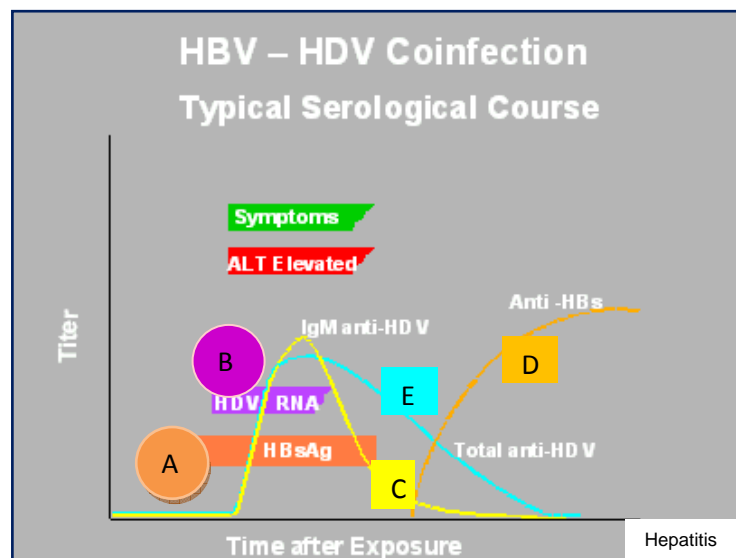 HBV – HDV Coinfection
Typical Serological Course
Symptoms
ALT Elevated
Anti -HBs
IgM anti-HDV
Titer
B
D
E
HDV RNA
A
HBsAg
Total anti-HDV
C
Time after Exposure
Hepatitis